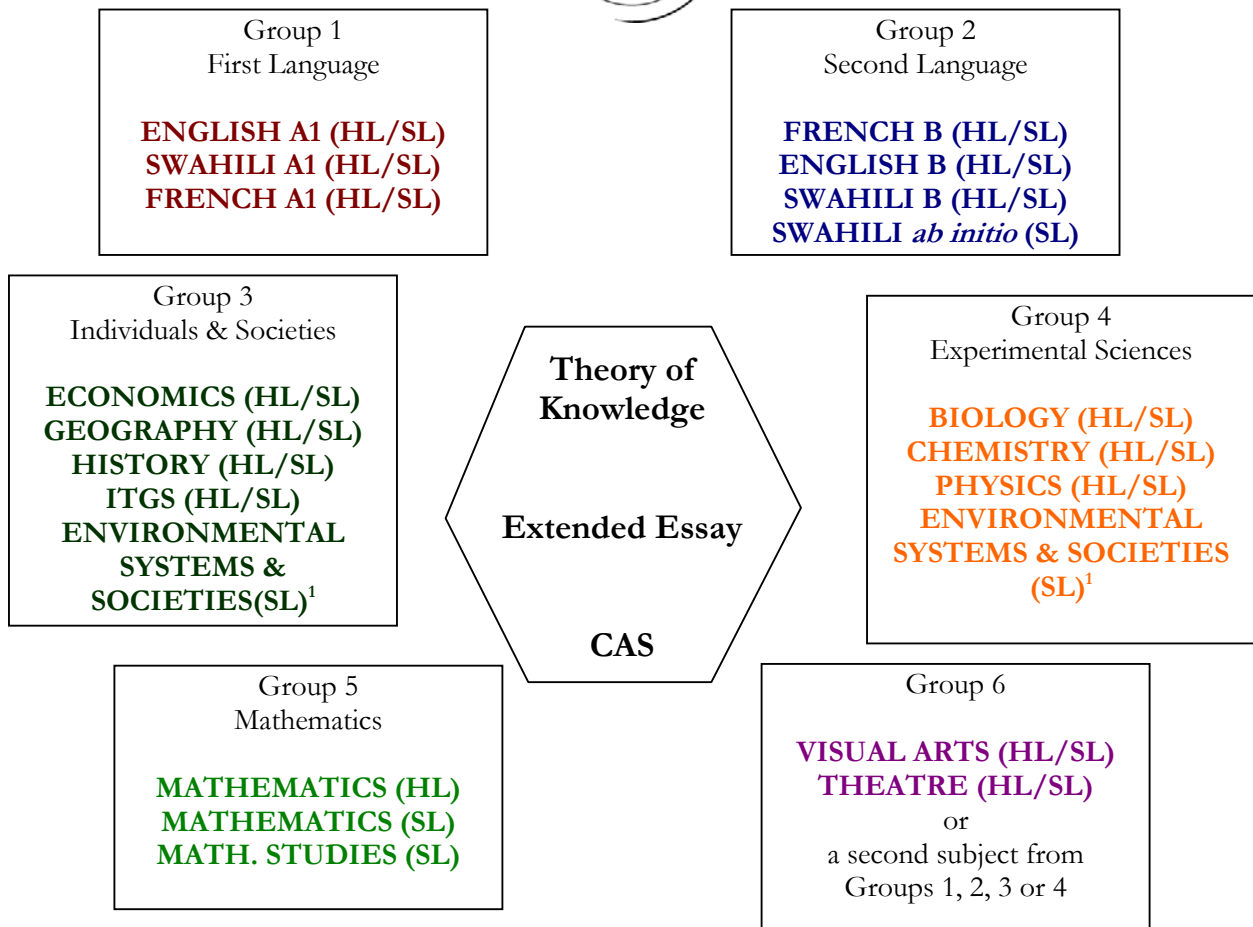 Group 1
First Language
ENGLISH A1 (HL/SL)
SWAHILI A1 (HL/SL)
FRENCH A1 (HL/SL)
Group 2
Second Language
FRENCH B (HL/SL)
ENGLISH B (HL/SL)
SWAHILI B (HL/SL)
SWAHILI ab initio (SL)
Group 3
Individuals & Societies
ECONOMICS (HL/SL)
GEOGRAPHY (HL/SL)
HISTORY (HL/SL)
ITGS (HL/SL)
ENVIRONMENTAL
SYSTEMS &
SOCIETIES(SL)1
Theory of
Knowledge
Extended Essay
CAS
Group 4
Experimental Sciences
BIOLOGY (HL/SL)
CHEMISTRY (HL/SL)
PHYSICS (HL/SL)
ENVIRONMENTAL
SYSTEMS & SOCIETIES
(SL)1
Group 5
Mathematics
MATHEMATICS (HL)
MATHEMATICS (SL)
MATH. STUDIES (SL)
Group 6
VISUAL ARTS (HL/SL)
THEATRE (HL/SL)
or
a second subject from
Groups 1, 2, 3 or 4